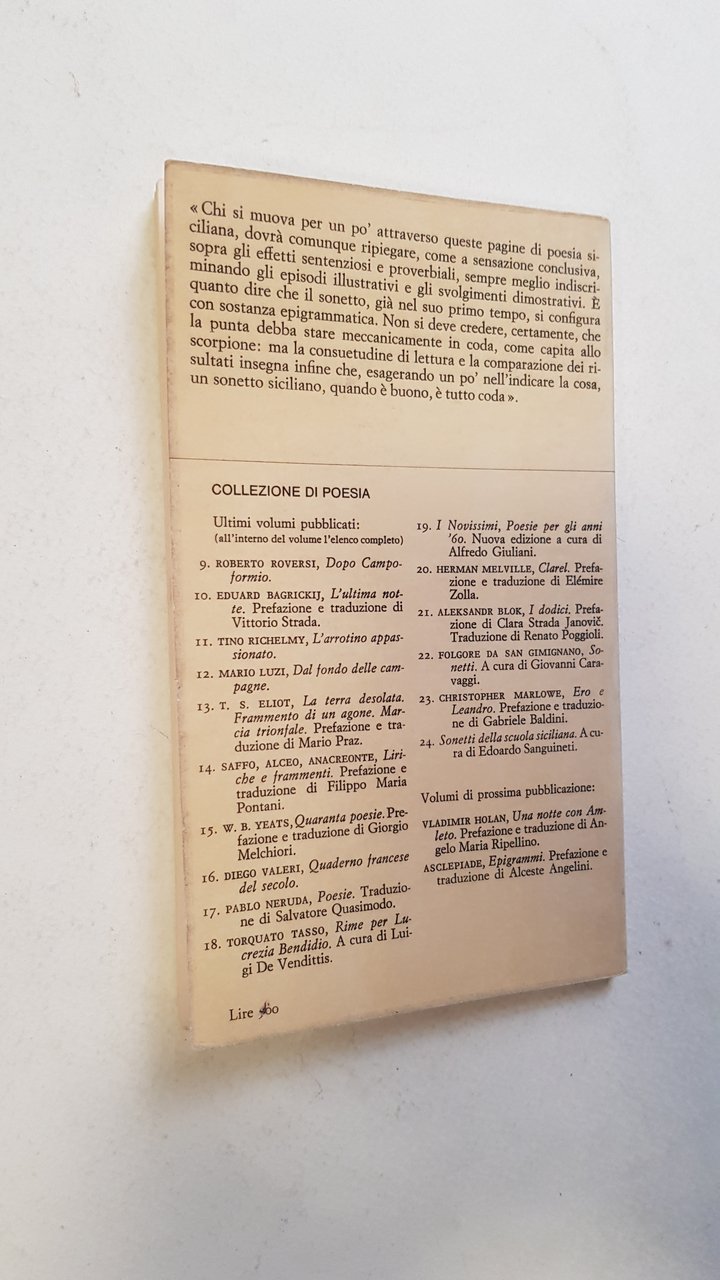 « Chi si muova per un po' attraverso queste pagine di poesia si-
ciliana, dovrà comunque ripiegare, come a sensazione conclusiva,
sopra gli effetti sentenziosi e proverbiali, sempre meglio indiscri-
minando gli episodi illustrativi e gli svolgimenti dimostrativi. È
quanto dire che il sonetto, già nel suo primo tempo, si configura
con sostanza epigrammatica. Non si deve credere, certamente, che
la punta debba stare meccanicamente in coda, come capita allo
scorpione: ma la consuetudine di lettura e la comparazione dei ri-
sultati insegna infine che, esagerando un po' nell'indicare la cosa,
un sonetto siciliano, quando è buono, è tutto coda ».
COLLEZIONE DI POESIA
Ultimi volumi pubblicati:
(all'interno del volume l'elenco completo)
9. ROBERTO ROVERSI, Dopo Campo-
formio.
10. EDUARD BAGRICKIJ, L'ultima not-
te. Prefazione e traduzione di
Vittorio Strada.
11. TINO RICHELMY, L'arrotino appas-
sionato.
12. MARIO LUZI, Dal fondo delle cam-
pagne.
13. T. S. ELIOT, La terra desolata.
Frammento di un agone. Mar-
cia trionfale. Prefazione e tra-
duzione di Mario Praz.
14. SAFFO, ALCEO, ANACREONTE, Liri-
che e frammenti. Prefazione e
traduzione di Filippo Maria
Pontani.
15. W. B. YEATS, Quaranta poesie. Pre-
fazione e traduzione di Giorgio
Melchiori.
16. DIEGO VALERI, Quaderno francese
del secolo.
17. PABLO NERUDA, Poesie. Traduzio-
ne di Salvatore Quasimodo.
18. TORQUATO TASSO, Rime per Lu-
crezia Bendidio. A cura di Lui-
gi De Vendittis.
19. I Novissimi, Poesie per gli anni
'60. Nuova edizione a cura di
Alfredo Giuliani.
20. HERMAN MELVILLE, Clarel. Prefa-
zione e traduzione di Elémire
Zolla.
21. ALEKSANDR BLOK, I dodici. Prefa-
zione di Clara Strada Janovič.
Traduzione di Renato Poggioli.
22. FOLGORE DA SAN GIMIGNANO, So-
netti. A cura di Giovanni Cara-
vaggi.
23. CHRISTOPHER MARLOWE, Ero e
Leandro. Prefazione e traduzio-
ne di Gabriele Baldini.
24. Sonetti della scuola siciliana. A cu-
ra di Edoardo Sanguineti.
Volumi di prossima pubblicazione:
VLADIMIR HOLAN, Una notte con Am-
leto. Prefazione e traduzione di An-
gelo Maria Ripellino.
ASCLEPIADE, Epigrammi. Prefazione e
traduzione di Alceste Angelini.
Lire